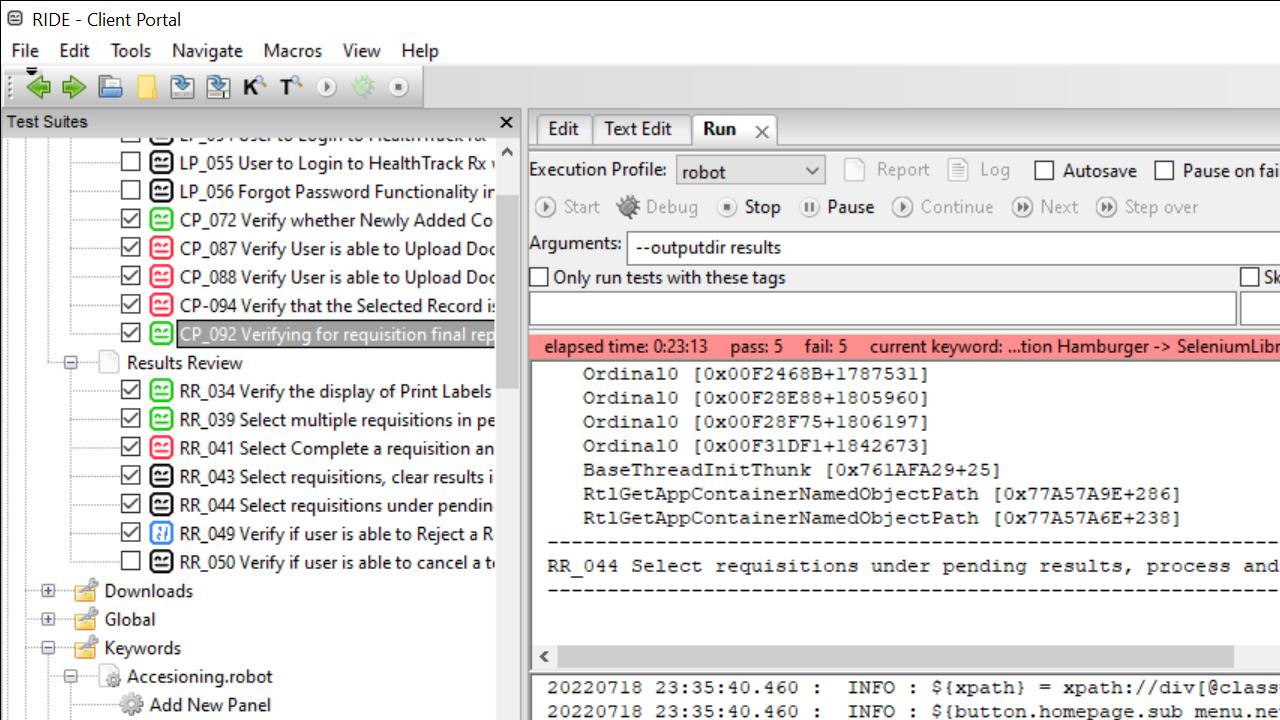 RIDE - Client Portal
File Edit Tools Navigate Macros View Help
K T
Test Suites
LP_055 User to Login to HealthTrack Rx
LP_056 Forgot Password Functionality in
CP_072 Verify whether Newly Added Co
CP_087 Verify User is able to Upload Doc
CP_088 Verify User is able to Upload Doc
CP-094 Verify that the Selected Record is
CP_092 Verifying for requisition final rep
Results Review
RR_034 Verify the display of Print Labels
RR_039 Select multiple requisitions in pe
RR_041 Select Complete a requisition an
RR_043 Select requisitions, clear results i
RR_044 Select requisitions under pendin
RR_049 Verify if user is able to Reject a R
RR_050 Verify if user is able to cancel a te
Downloads
Global
Keywords
Accesioning.robot
Add New Panel
Edit Text Edit Run
Execution Profile: robot Report Log Autosave Pause on fai
Start Debug Stop Pause Continue Next Step over
Arguments: --outputdir results
Only run tests with these tags Sk
elapsed time: 0:23:13 pass: 5 fail: 5 current keyword: ...tion Hamburger -> SeleniumLibr
Ordinal0 [0x00F2468B+1787531]
Ordinal0 [0x00F28E88+1805960]
Ordinal0 [0x00F28F75+1806197]
Ordinal0 [0x00F31DF1+1842673]
BaseThreadInitThunk [0x761AFA29+25]
RtlGetAppContainerNamedObjectPath [0x77A57A9E+286]
RtlGetAppContainerNamedObjectPath [0x77A57A6E+238]
RR_044 Select requisitions under pending results, process and
20220718 23:35:40.460 : INFO : ${xpath} = xpath://div[@class
20220718 23:35:40.460 : INFO : ${button.homepage.sub menu.ne